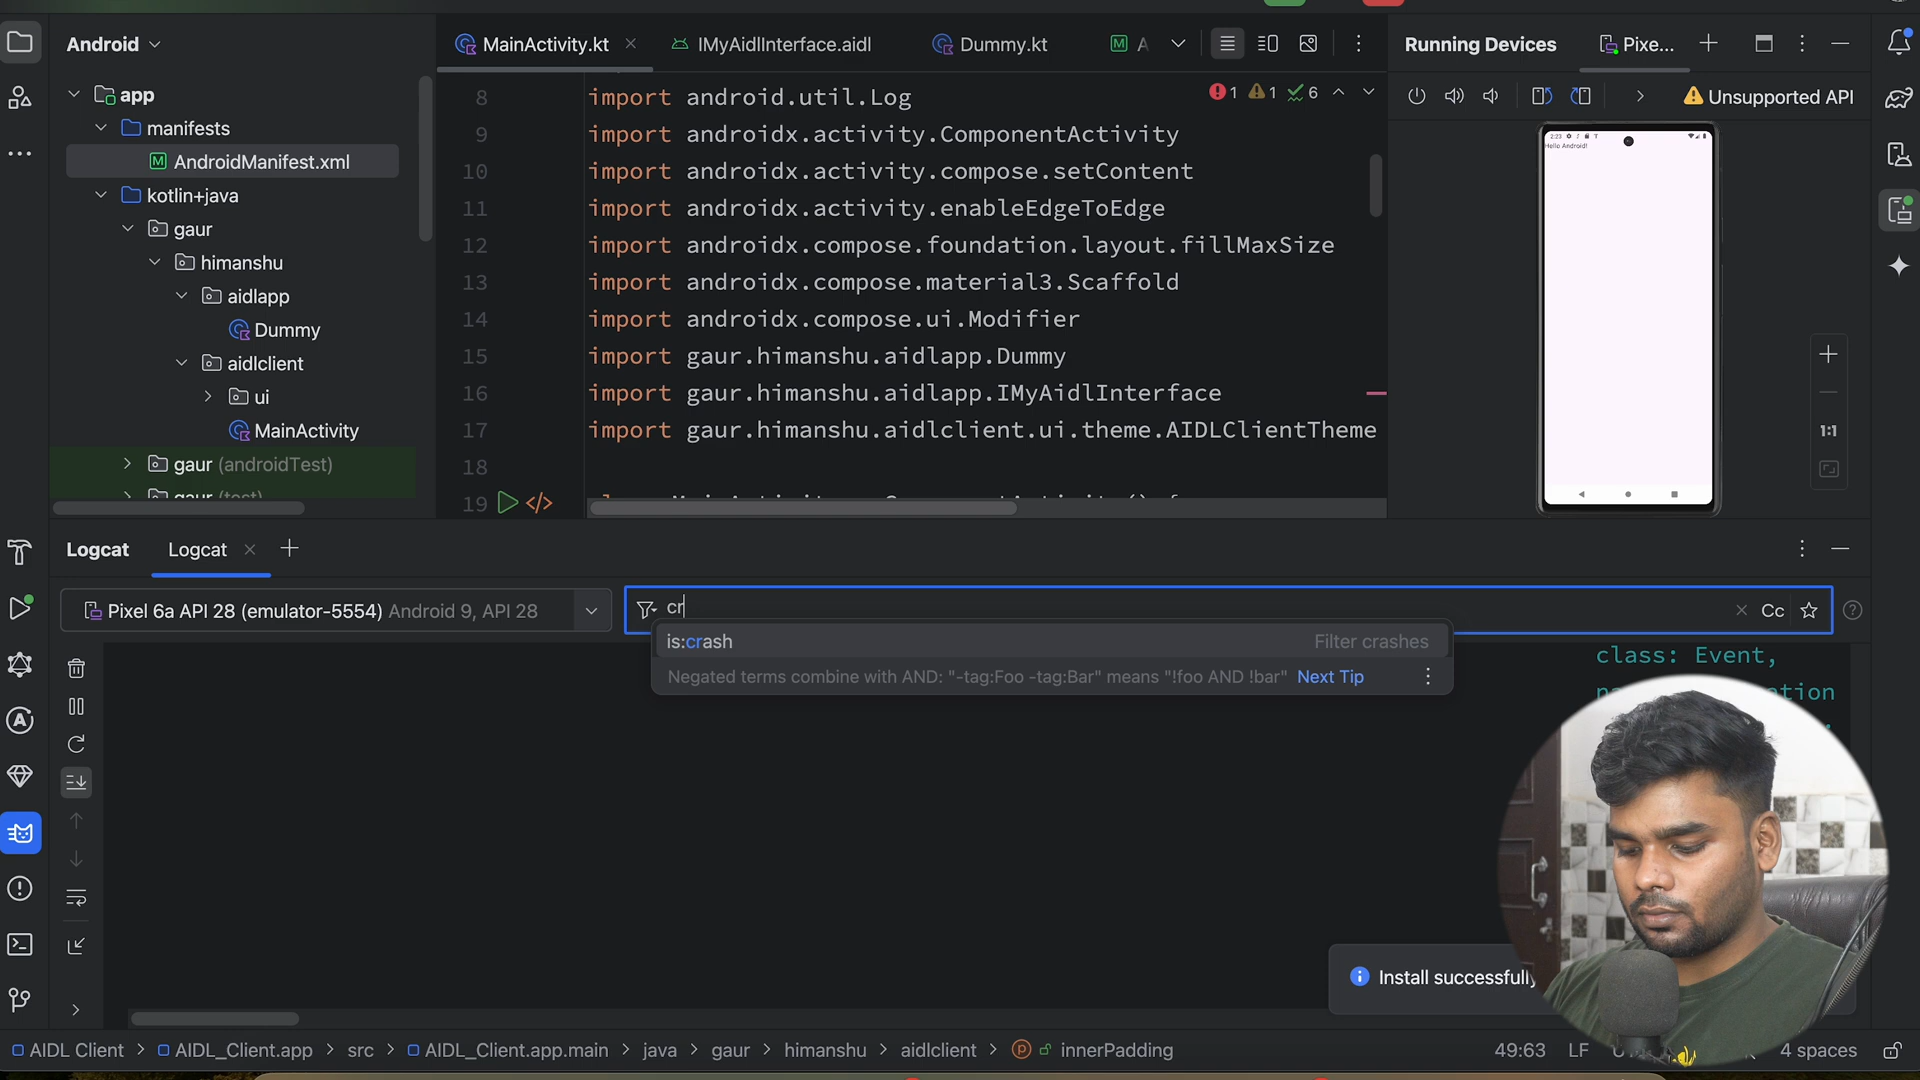 Android
MainActivity.kt
IMyAidlInterface.aidl
Dummy.kt
M A
Running Devices
Pixe...
app
manifests
M AndroidManifest.xml
kotlin+java
gaur
himanshu
aidlapp
Dummy
aidlclient
ui
MainActivity
gaur (androidTest)
gaur (test)
8 import android.util.Log
9 import androidx.activity.ComponentActivity
10 import androidx.activity.compose.setContent
11 import androidx.activity.enableEdgeToEdge
12 import androidx.compose.foundation.layout.fillMaxSize
13 import androidx.compose.material3.Scaffold
14 import androidx.compose.ui.Modifier
15 import gaur.himanshu.aidlapp.Dummy
16 import gaur.himanshu.aidlapp.IMyAidlInterface
17 import gaur.himanshu.aidlclient.ui.theme.AIDLClientTheme
18
19
1 1 6
Unsupported API
2:23
Hello Android!
1:1
Logcat
Logcat
Pixel 6a API 28 (emulator-5554) Android 9, API 28
cr
Cc
is:crash
Filter crashes
Negated terms combine with AND: "-tag:Foo -tag:Bar" means "!foo AND !bar" Next Tip
class: Event,
Install successfully
AIDL Client
AIDL_Client.app
src
AIDL_Client.app.main
java
gaur
himanshu
aidlclient
innerPadding
49:63
LF
4 spaces